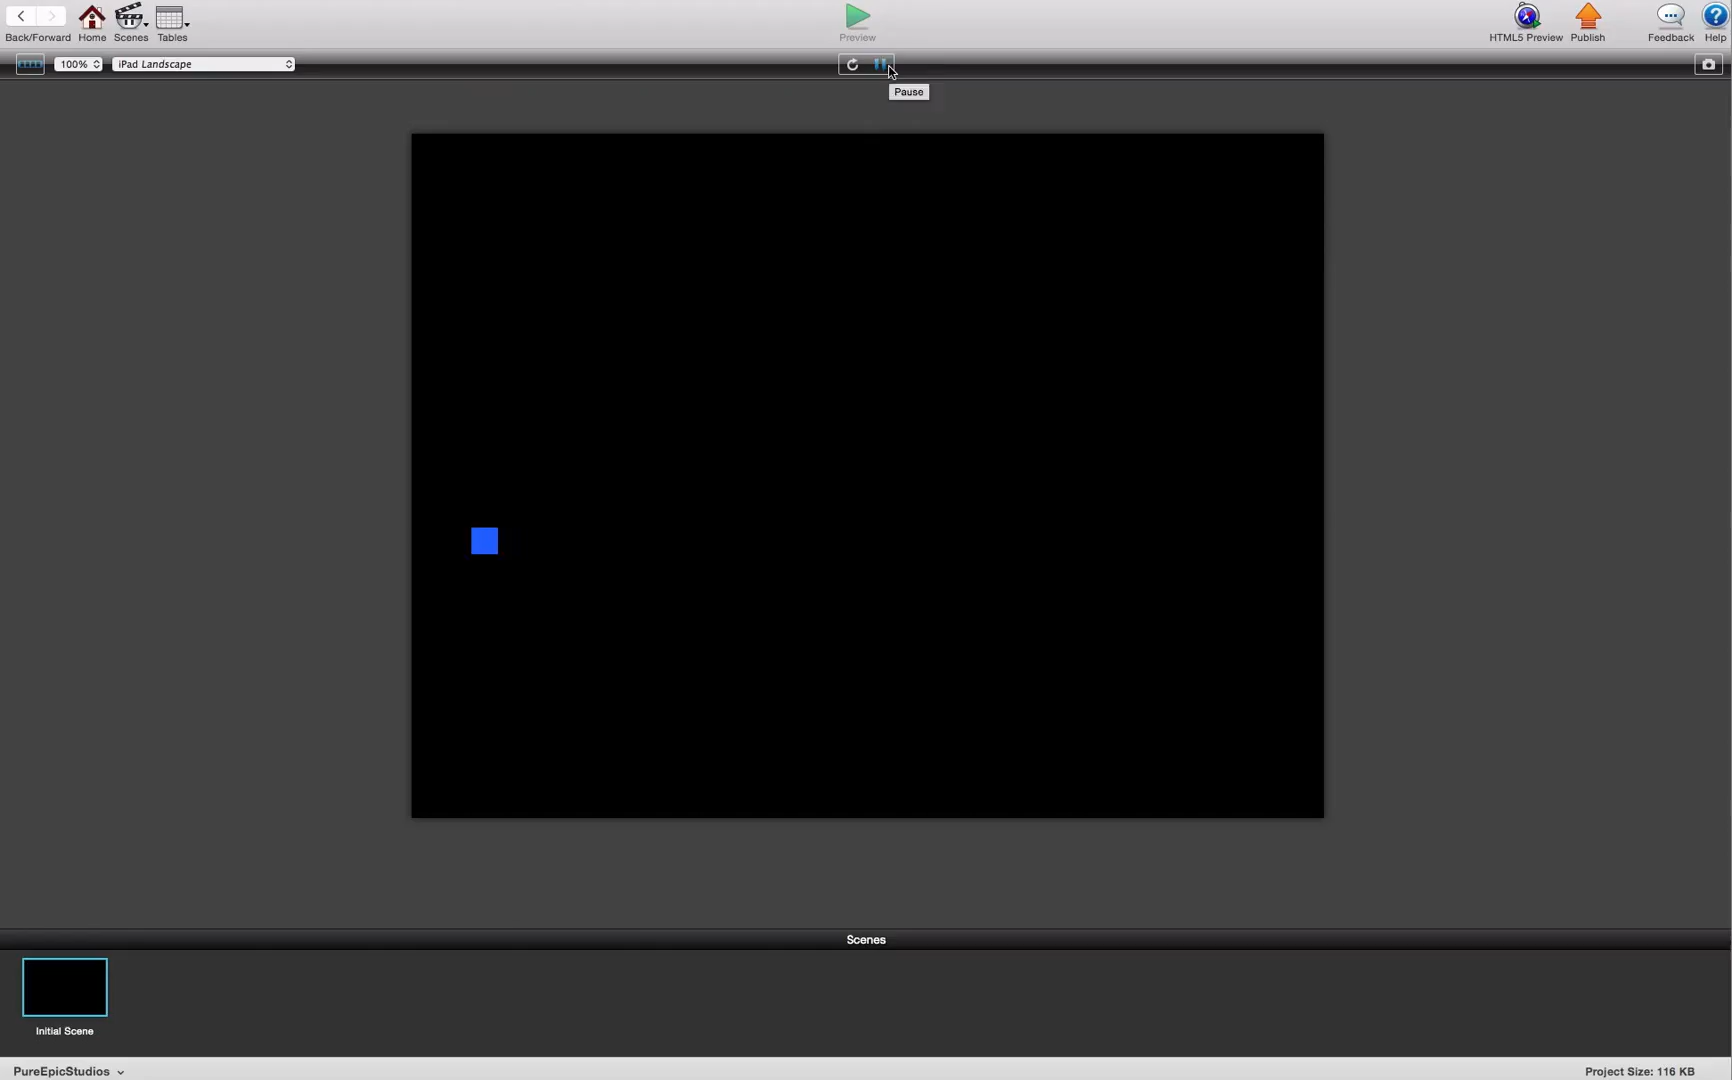 Back/Forward Home Scenes Tables Preview HTML5 Preview Publish Feedback Help
100% iPad Landscape
Pause
Scenes
Initial Scene
PureEpicStudios Project Size: 116 KB